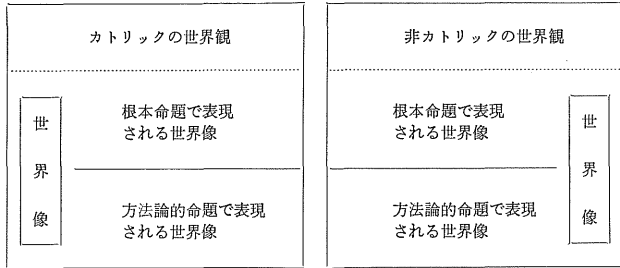 カトリックの世界観
世界像
根本命題で表現
される世界像
方法論的命題で表現
される世界像
非カトリックの世界観
根本命題で表現
される世界像
方法論的命題で表現
される世界像
世界像